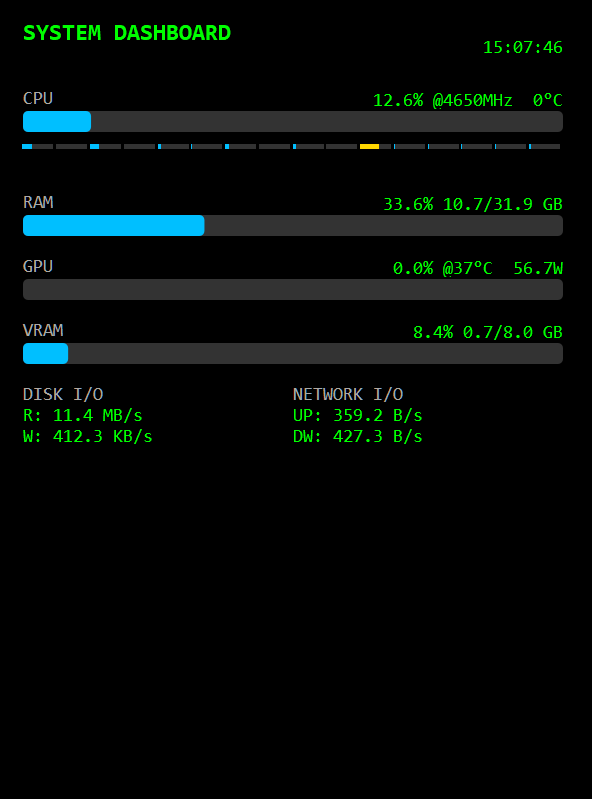 SYSTEM DASHBOARD
15:07:46
CPU 12.6% @4650MHz 0°C
RAM 33.6% 10.7/31.9 GB
GPU 0.0% @37°C 56.7W
VRAM 8.4% 0.7/8.0 GB
DISK I/O NETWORK I/O
R: 11.4 MB/s UP: 359.2 B/s
W: 412.3 KB/s DW: 427.3 B/s